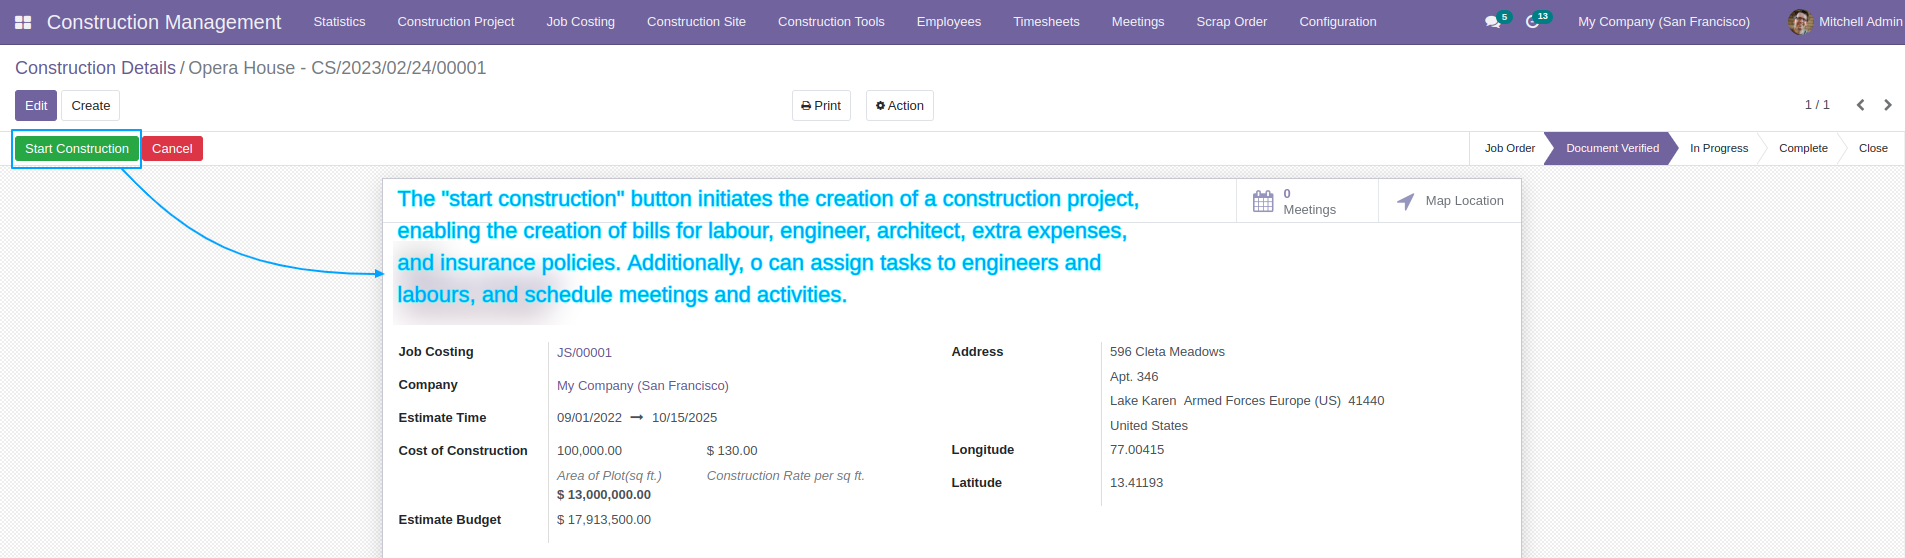 Construction Management Statistics Construction Project Job Costing Construction Site Construction Tools Employees Timesheets Meetings Scrap Order Configuration 5 13 My Company (San Francisco) Mitchell Admin
Construction Details / Opera House - CS/2023/02/24/00001
Edit Create Print Action 1 / 1
Start Construction Cancel Job Order Document Verified In Progress Complete Close
The "start construction" button initiates the creation of a construction project,
enabling the creation of bills for labour, engineer, architect, extra expenses,
and insurance policies. Additionally, o can assign tasks to engineers and
labours, and schedule meetings and activities.
0
Meetings
Map Location
Job Costing JS/00001
Company My Company (San Francisco)
Estimate Time 09/01/2022 10/15/2025
Cost of Construction 100,000.00 $ 130.00
Area of Plot(sq ft.) Construction Rate per sq ft.
$ 13,000,000.00
Estimate Budget $ 17,913,500.00
Address 596 Cleta Meadows
Apt. 346
Lake Karen Armed Forces Europe (US) 41440
United States
Longitude 77.00415
Latitude 13.41193